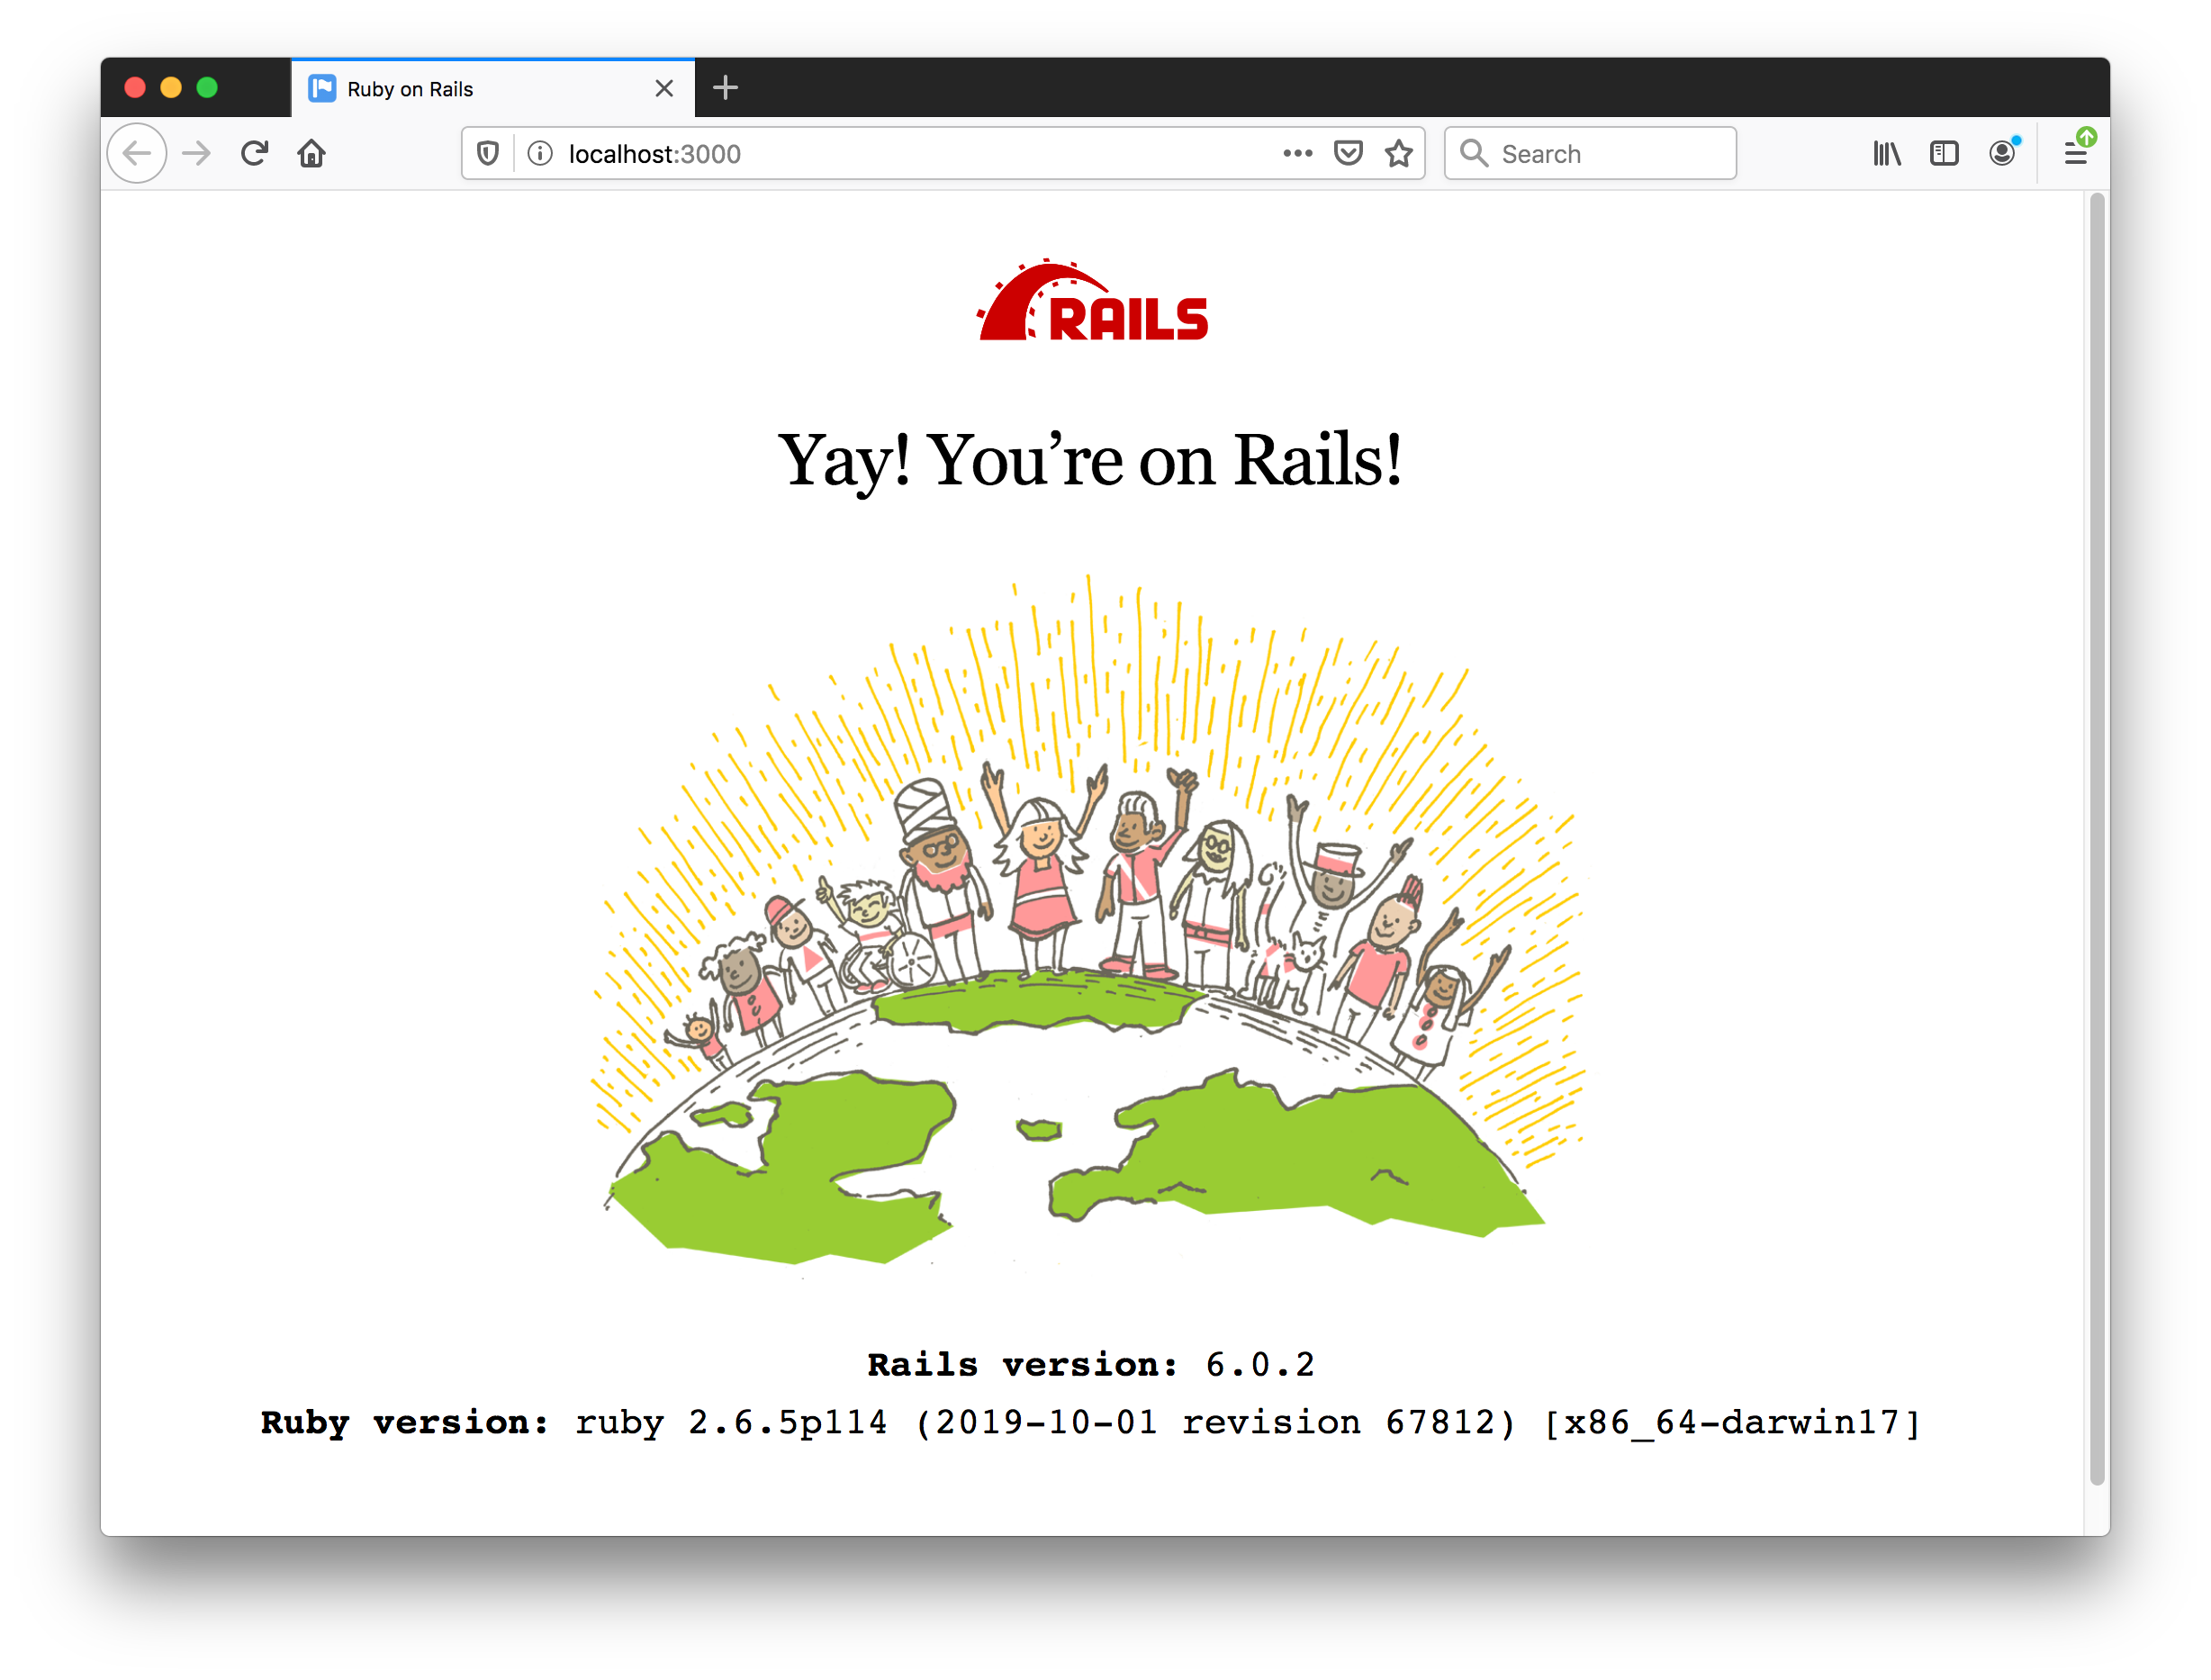 Ruby on Rails
localhost:3000
Search
RAILS
Yay! You’re on Rails!
Rails version: 6.0.2
Ruby version: ruby 2.6.5p114 (2019-10-01 revision 67812) [x86_64-darwin17]